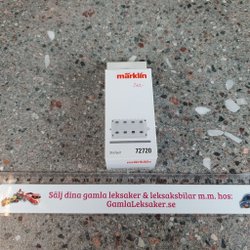 märklin
72720
Sälj dina gamla leksaker & leksaksbilar m.m. hos:
GamlaLeksaker.se